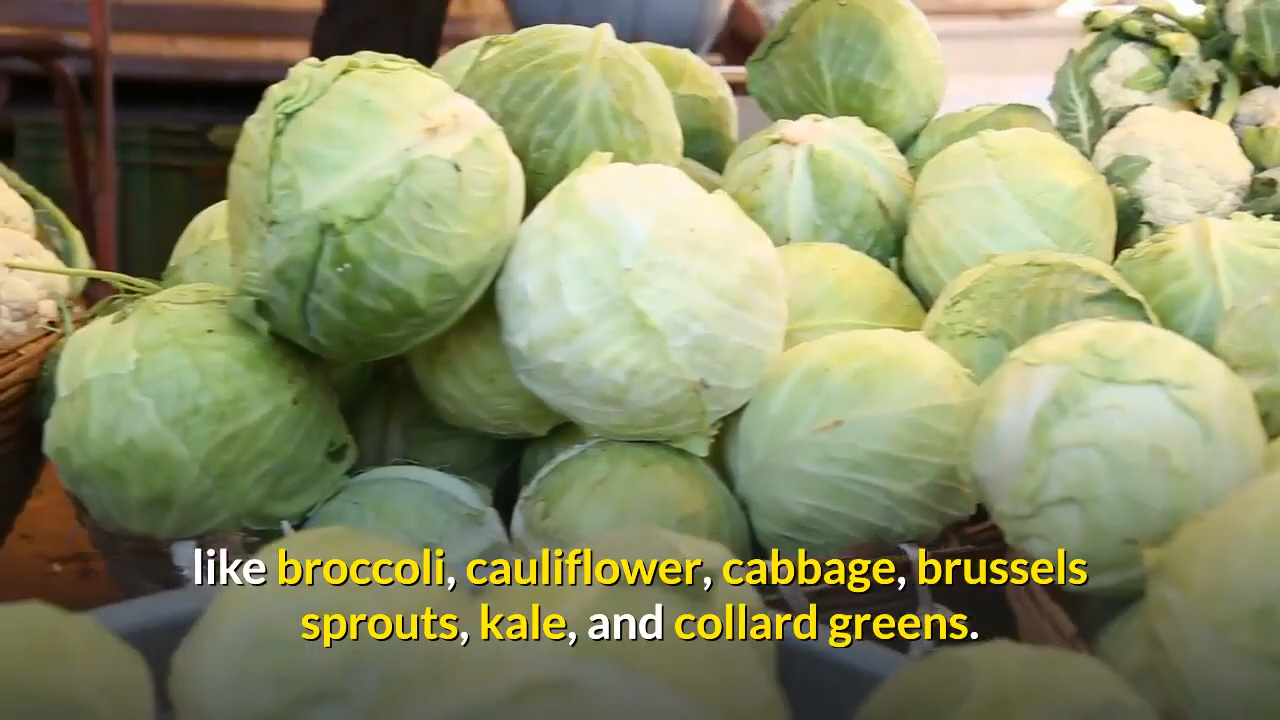 like broccoli, cauliflower, cabbage, brussels
sprouts, kale, and collard greens.